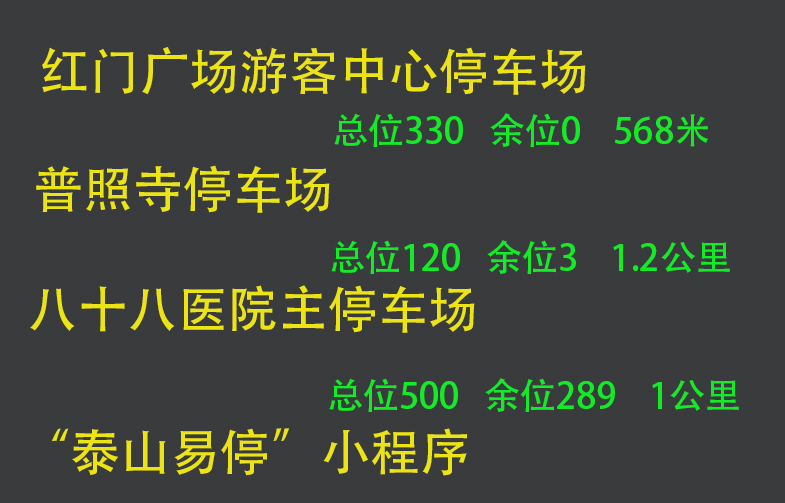 红门广场游客中心停车场
总位330 余位0 568米
普照寺停车场
总位120 余位3 1.2公里
八十八医院主停车场
总位500 余位289 1公里
“泰山易停”小程序